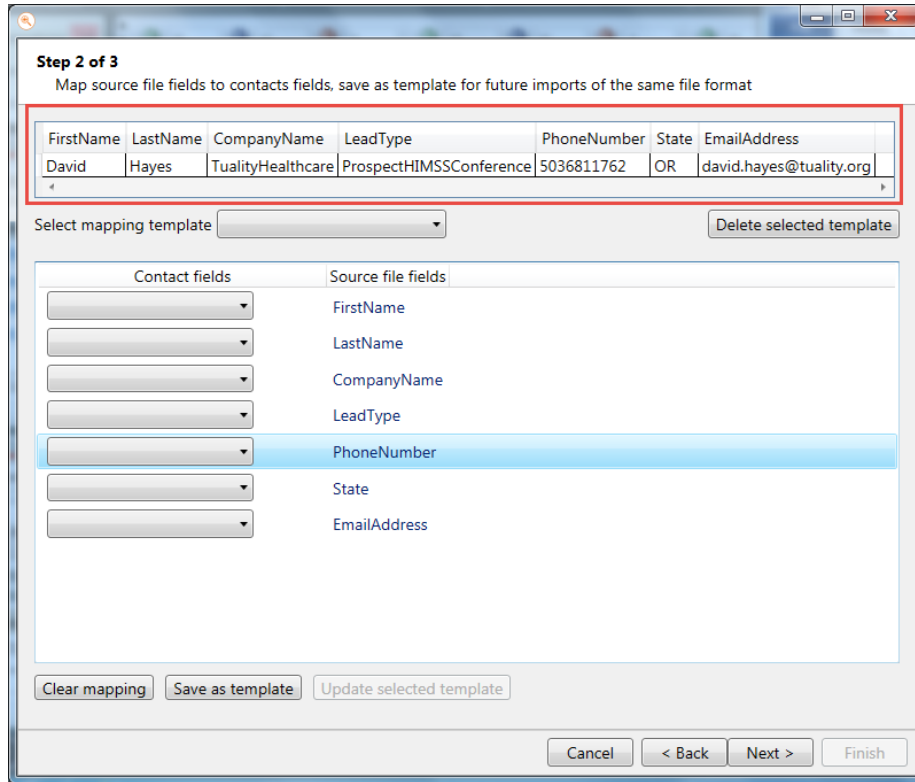 Step 2 of 3
Map source file fields to contacts fields, save as template for future imports of the same file format
FirstName LastName CompanyName LeadType PhoneNumber State EmailAddress
David Hayes TualityHealthcare ProspectHIMSSConference 5036811762 OR david.hayes@tuality.org
Select mapping template Delete selected template
Contact fields Source file fields
FirstName
LastName
CompanyName
LeadType
PhoneNumber
State
EmailAddress
Clear mapping Save as template Update selected template
Cancel < Back Next > Finish